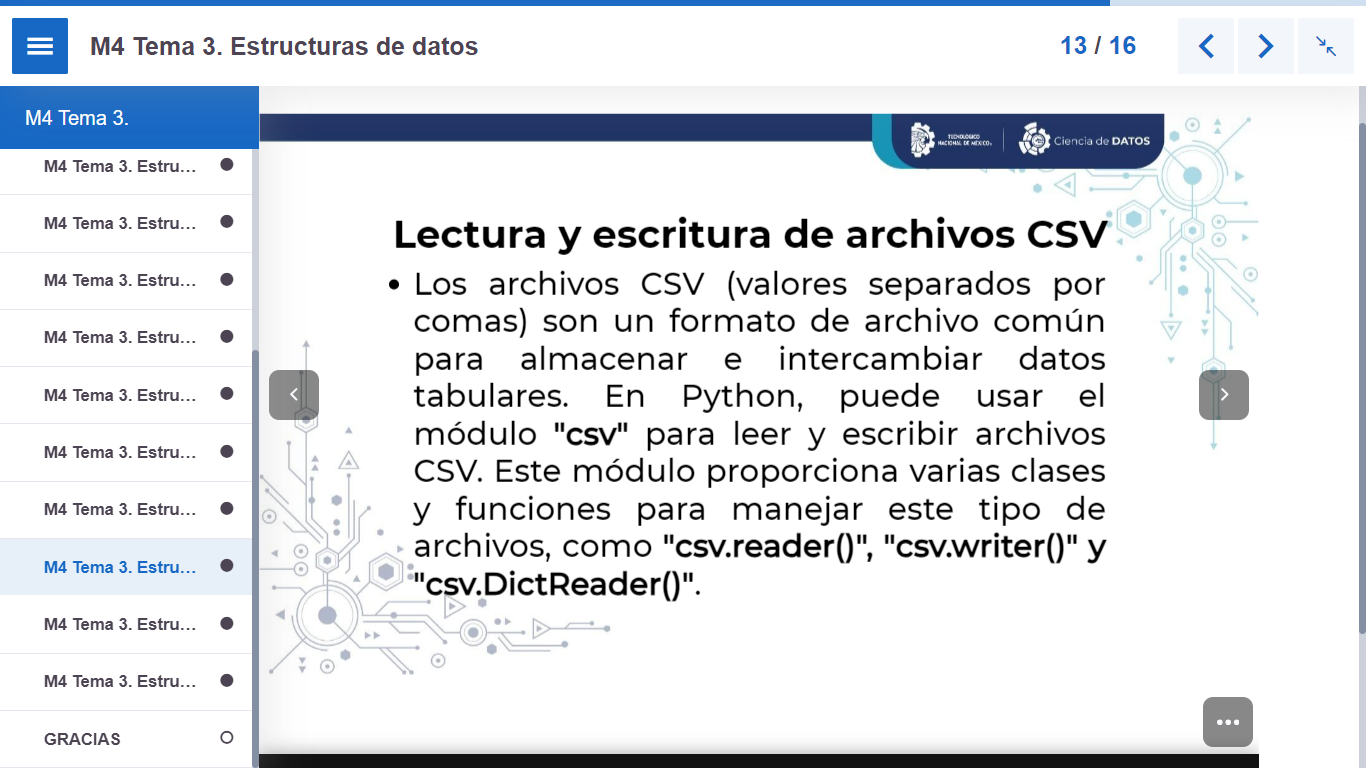 M4 Tema 3. Estructuras de datos
13 / 16
M4 Tema 3.
M4 Tema 3. Estru...
M4 Tema 3. Estru...
M4 Tema 3. Estru...
M4 Tema 3. Estru...
M4 Tema 3. Estru...
M4 Tema 3. Estru...
M4 Tema 3. Estru...
M4 Tema 3. Estru...
M4 Tema 3. Estru...
M4 Tema 3. Estru...
GRACIAS
TECNOLÓGICO
NACIONAL DE MÉXICO
Ciencia de DATOS
Lectura y escritura de archivos CSV
• Los archivos CSV (valores separados por
comas) son un formato de archivo común
para almacenar e intercambiar datos
tabulares. En Python, puede usar el
módulo "csv" para leer y escribir archivos
CSV. Este módulo proporciona varias clases
y funciones para manejar este tipo de
archivos, como "csv.reader()", "csv.writer()" y
"csv.DictReader()".